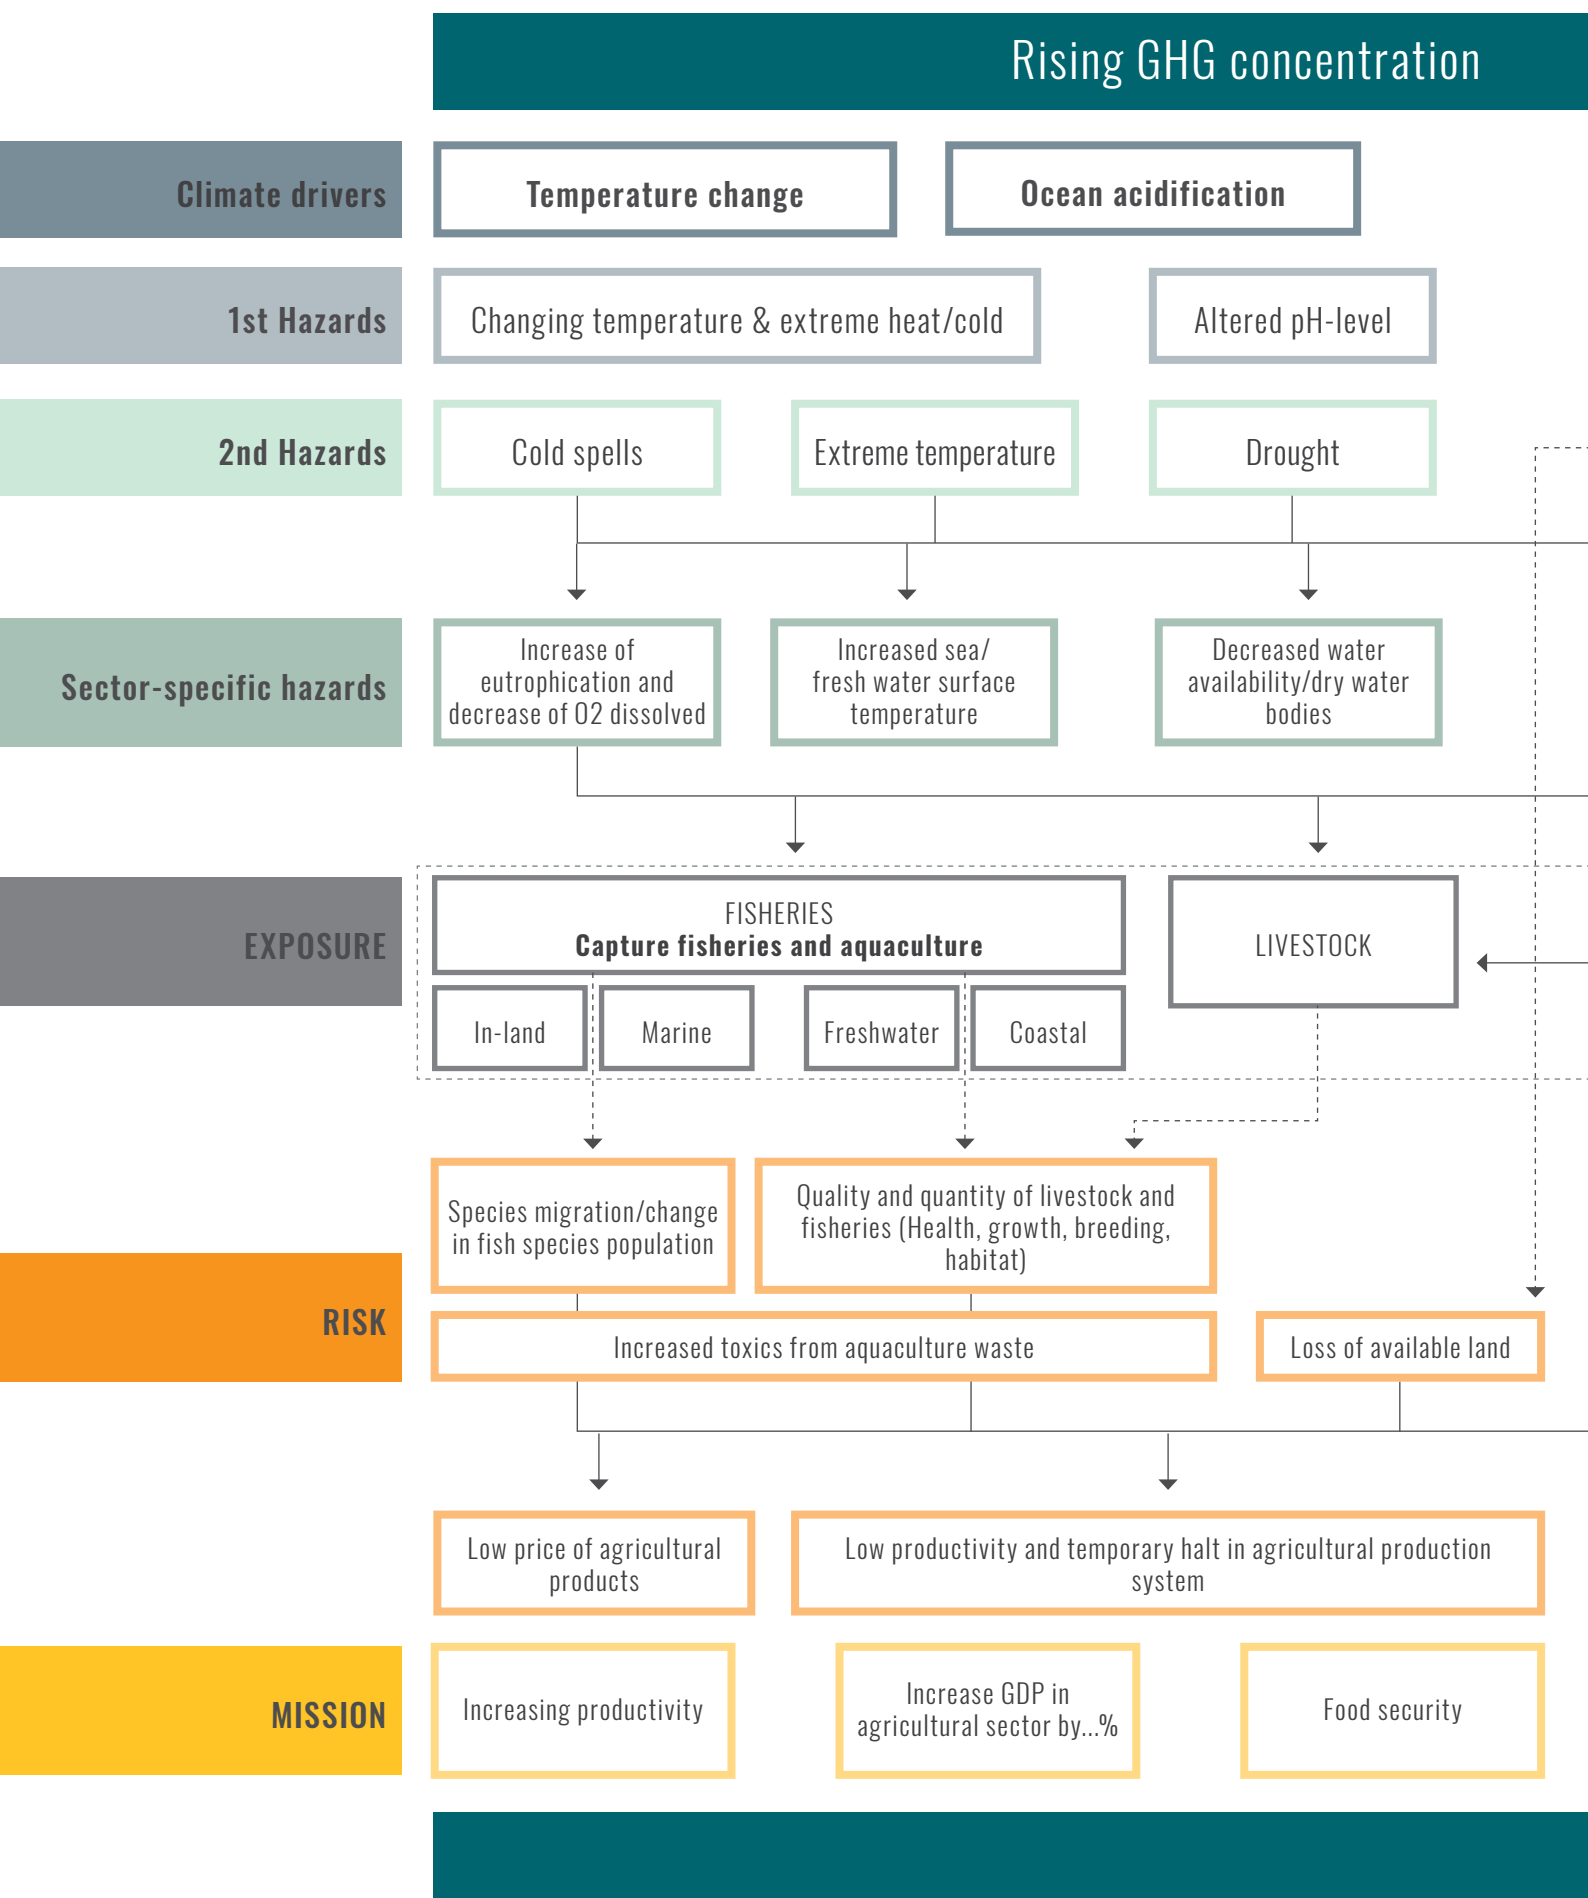 Rising GHG concentration
Climate drivers
Temperature change
Ocean acidification
1st Hazards
Changing temperature & extreme heat/cold
Altered pH-level
2nd Hazards
Cold spells
Extreme temperature
Drought
Sector-specific hazards
Increase of
eutrophication and
decrease of O2 dissolved
Increased sea/
fresh water surface
temperature
Decreased water
availability/dry water
bodies
EXPOSURE
FISHERIES
Capture fisheries and aquaculture
LIVESTOCK
In-land
Marine
Freshwater
Coastal
RISK
Species migration/change
in fish species population
Quality and quantity of livestock and
fisheries (Health, growth, breeding,
habitat)
Increased toxics from aquaculture waste
Loss of available land
Low price of agricultural
products
Low productivity and temporary halt in agricultural production
system
MISSION
Increasing productivity
Increase GDP in
agricultural sector by...%
Food security